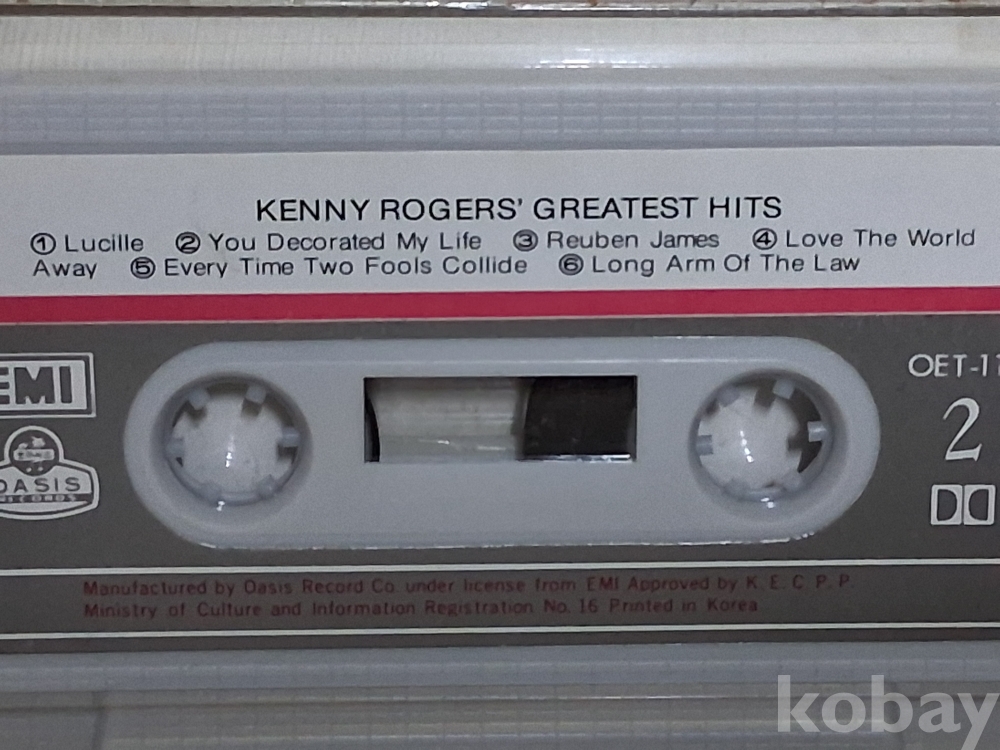 KENNY ROGERS' GREATEST HITS
① Lucille ② You Decorated My Life ③ Reuben James ④ Love The World
Away ⑤ Every Time Two Fools Collide ⑥ Long Arm Of The Law
EMI
OET-11
2
OASIS
RECORDS
Manufactured by Oasis Record Co. under license from EMI Approved by K. E. C. P. P.
Ministry of Culture and Information Registration No. 16 Printed in Korea
kobay